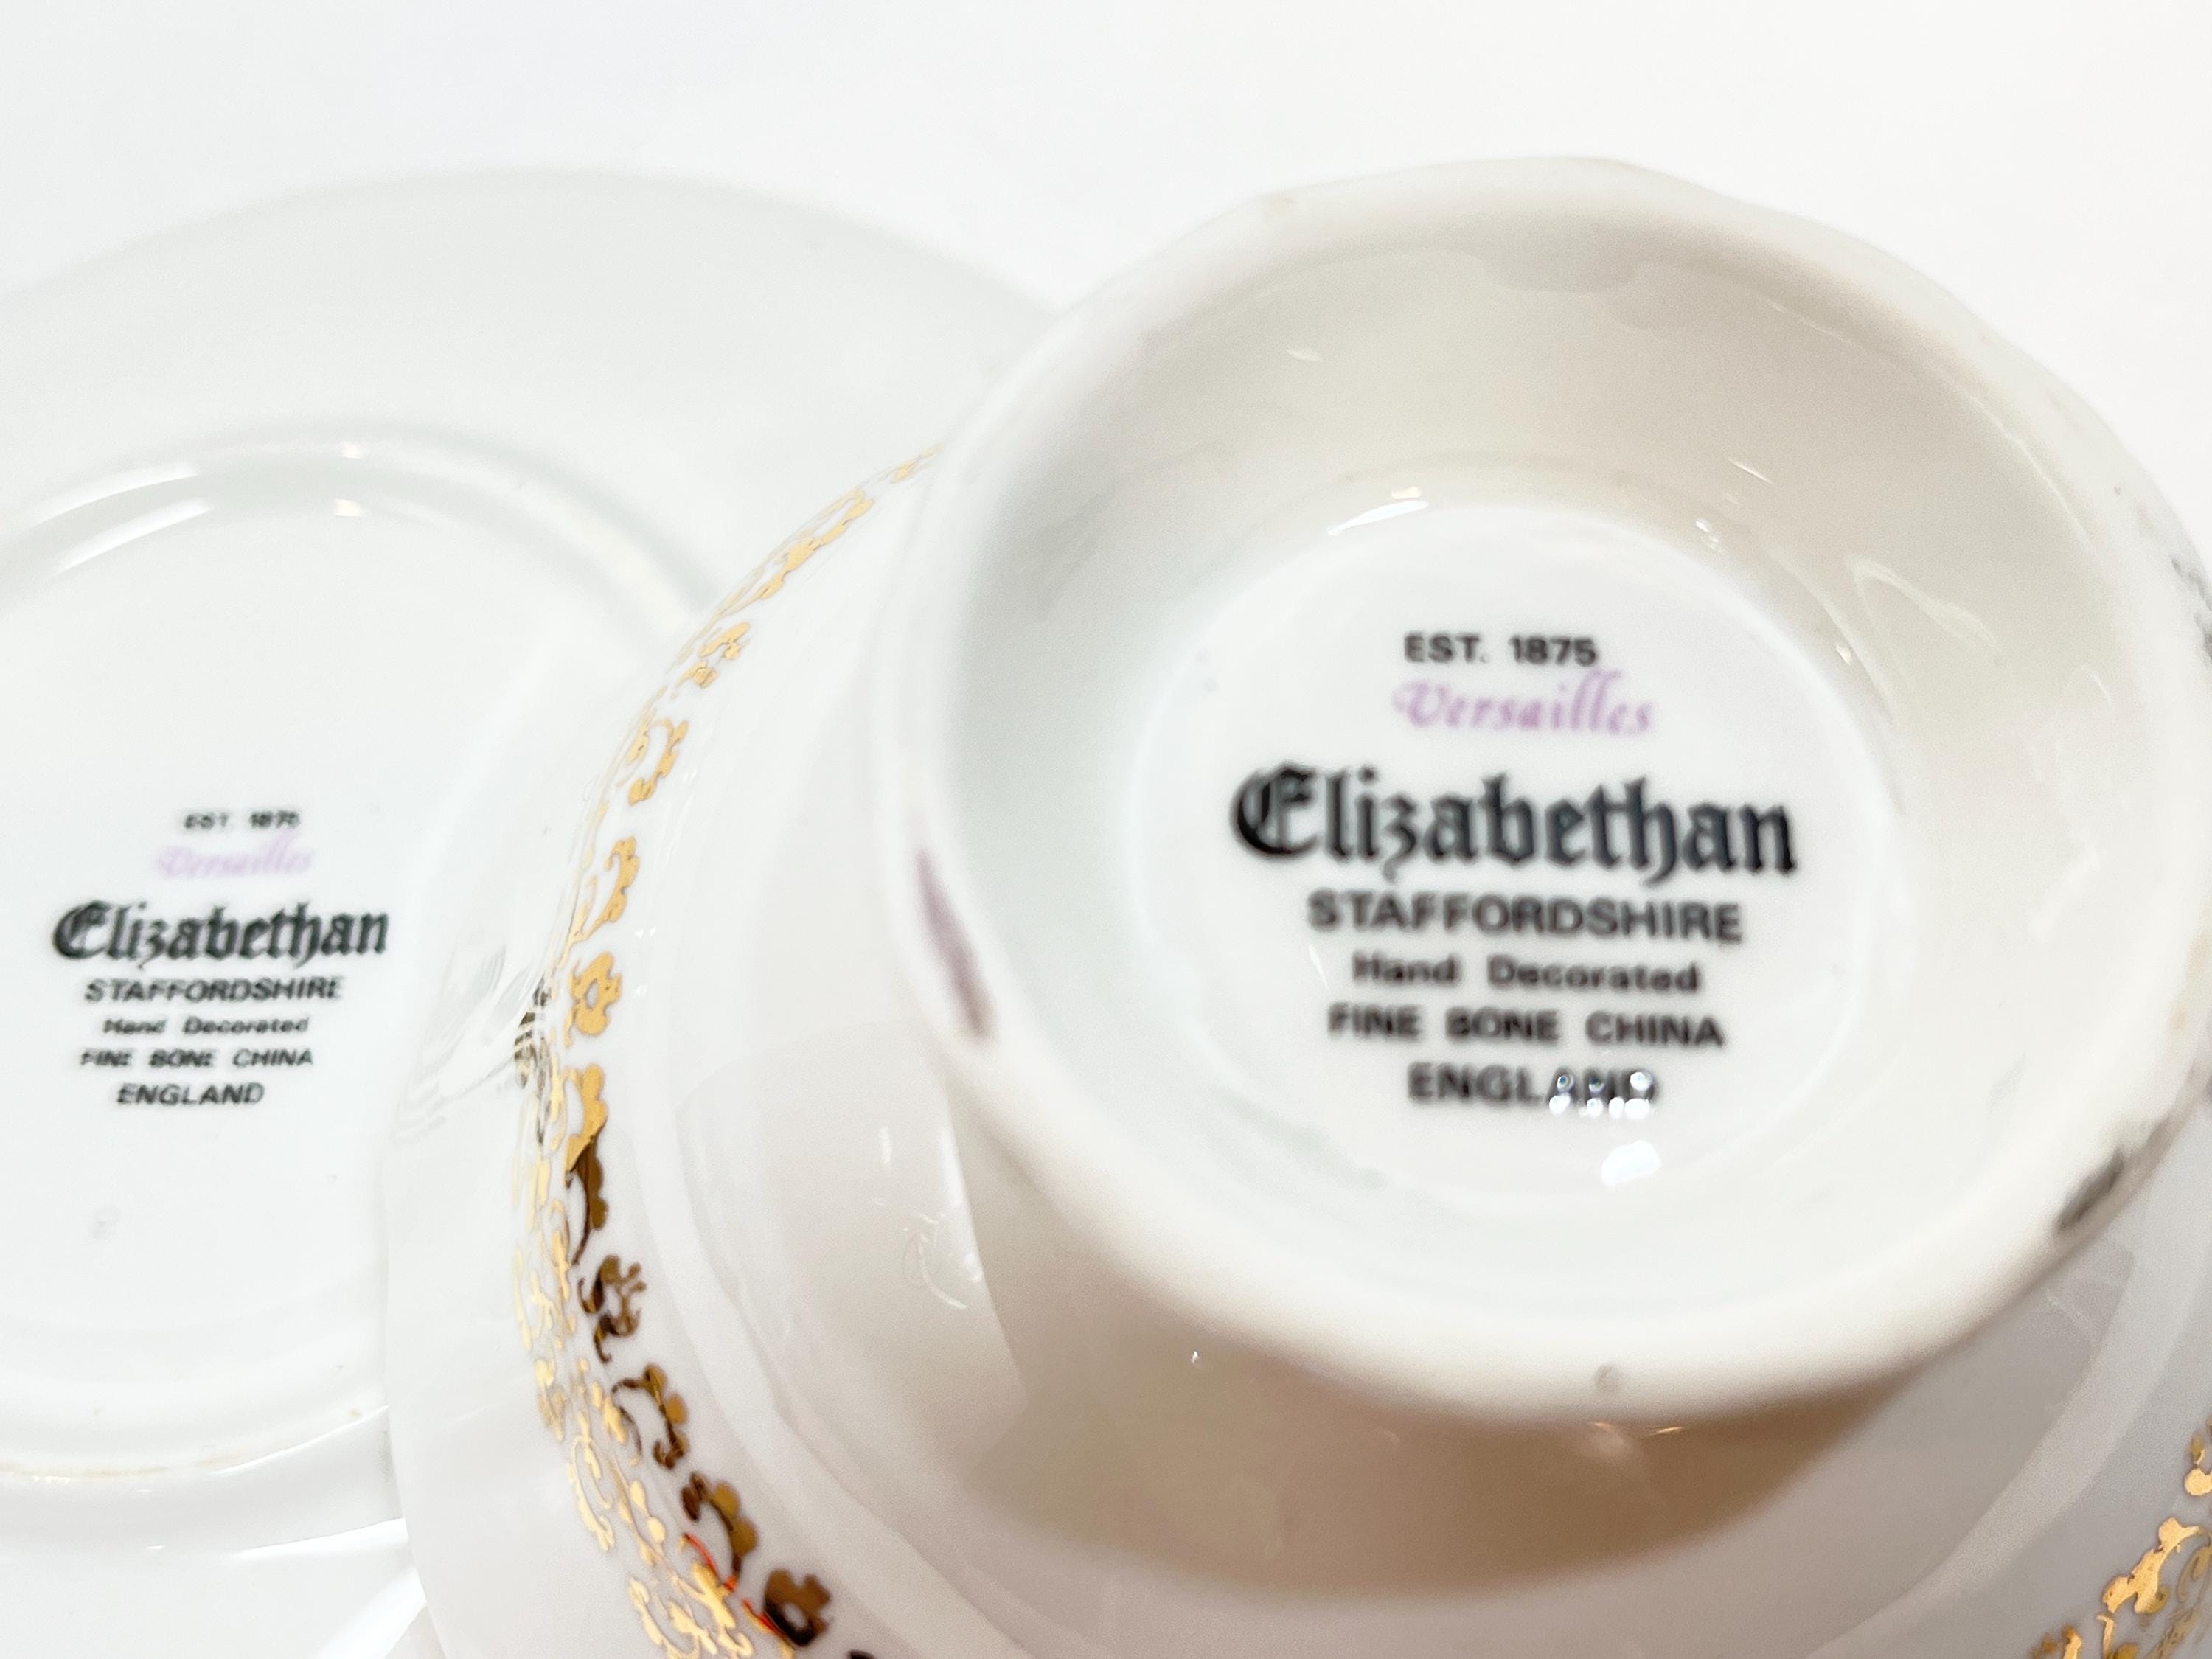 EST. 1875
Versailles
Elizabethan
STAFFORDSHIRE
Hand Decorated
FINE BONE CHINA
ENGLAND
EST. 1875
Versailles
Elizabethan
STAFFORDSHIRE
Hand Decorated
FINE BONE CHINA
ENGLAND